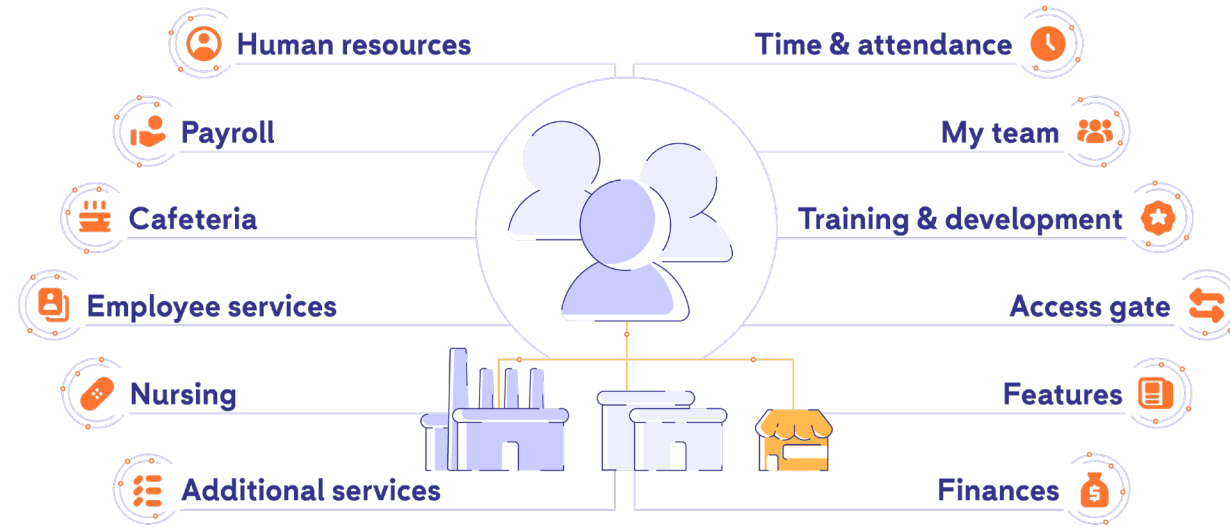 Human resources
Time & attendance
Payroll
My team
Cafeteria
Training & development
Employee services
Access gate
Nursing
Features
Additional services
Finances